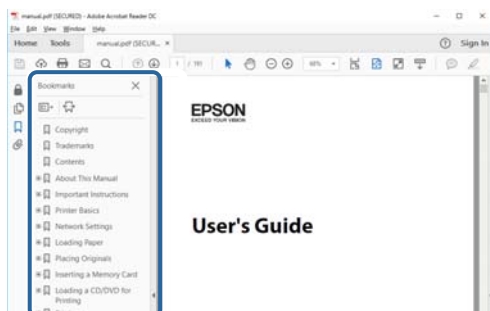 manual.pdf (SECURED) - Adobe Acrobat Reader DC
File Edit View Window Help
Home Tools manual.pdf (SECUR... × Sign In
1 / 191
Bookmarks
Copyright
Trademarks
Contents
About This Manual
Important Instructions
Printer Basics
Network Settings
Loading Paper
Placing Originals
Inserting a Memory Card
Loading a CD/DVD for
Printing
EPSON
EXCEED YOUR VISION
User's Guide